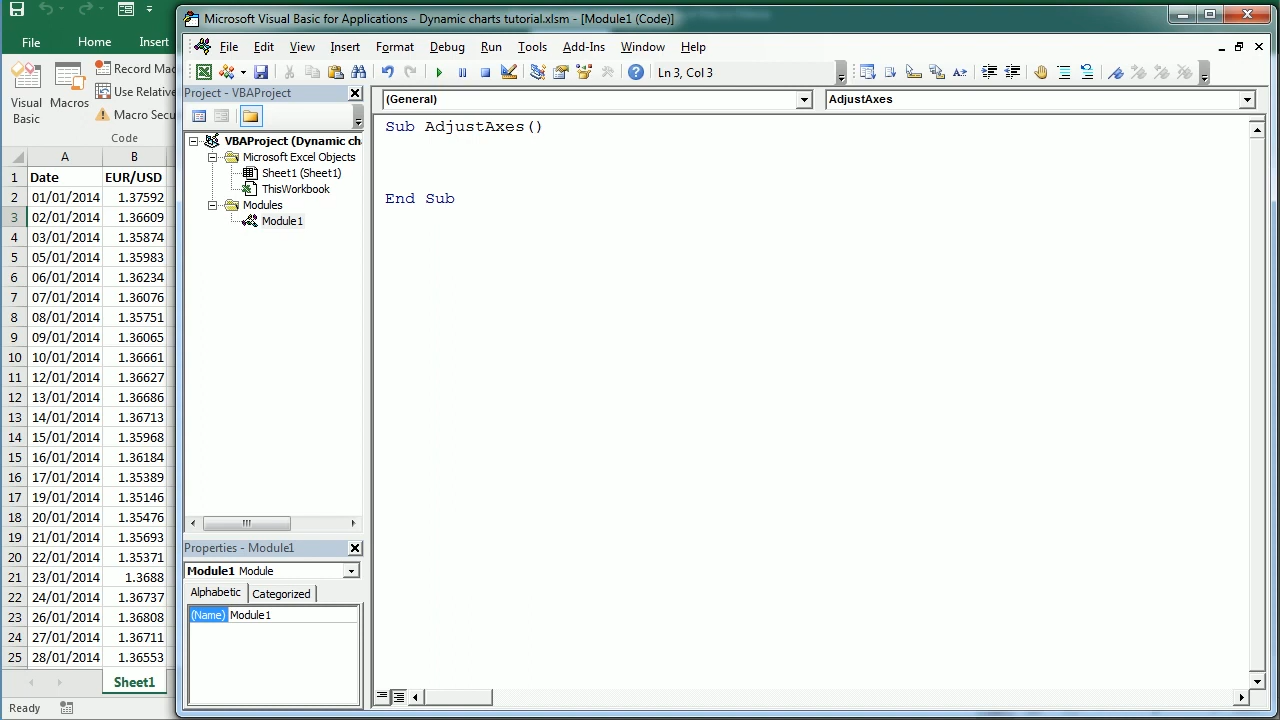 Microsoft Visual Basic for Applications - Dynamic charts tutorial.xlsm - [Module1 (Code)]
File Home Insert
File Edit View Insert Format Debug Run Tools Add-Ins Window Help
Record Mac
Use Relative
Macro Secu
Visual Basic
Macros
Code
Ln 3, Col 3
Project - VBAProject
VBAProject (Dynamic ch
Microsoft Excel Objects
Sheet1 (Sheet1)
ThisWorkbook
Modules
Module1
(General)
AdjustAxes
Sub AdjustAxes()
End Sub
A B
1 Date EUR/USD
2 01/01/2014 1.37592
3 02/01/2014 1.36609
4 03/01/2014 1.35874
5 05/01/2014 1.35983
6 06/01/2014 1.36234
7 07/01/2014 1.36076
8 08/01/2014 1.35751
9 09/01/2014 1.36065
10 10/01/2014 1.36661
11 12/01/2014 1.36627
12 13/01/2014 1.36686
13 14/01/2014 1.36713
14 15/01/2014 1.35968
15 16/01/2014 1.36184
16 17/01/2014 1.35389
17 19/01/2014 1.35146
18 20/01/2014 1.35476
19 21/01/2014 1.35693
20 22/01/2014 1.35371
21 23/01/2014 1.3688
22 24/01/2014 1.36737
23 26/01/2014 1.36808
24 27/01/2014 1.36711
25 28/01/2014 1.36553
Sheet1
Ready
Properties - Module1
Module1 Module
Alphabetic Categorized
(Name) Module1